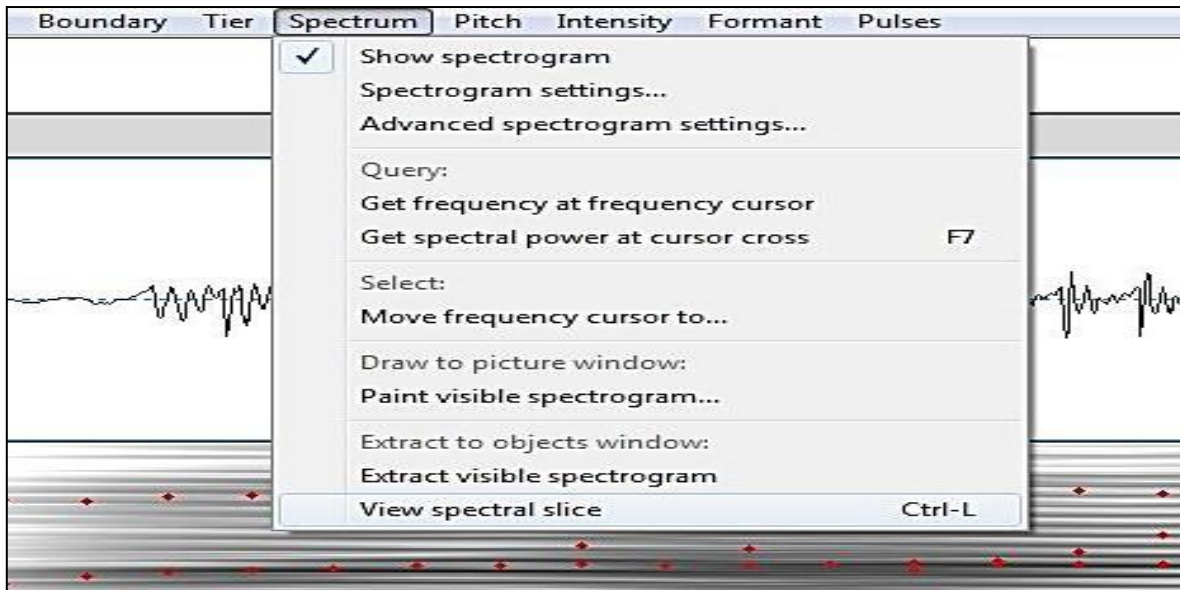 Boundary Tier Spectrum Pitch Intensity Formant Pulses
Show spectrogram
Spectrogram settings...
Advanced spectrogram settings...
Query:
Get frequency at frequency cursor
Get spectral power at cursor cross F7
Select:
Move frequency cursor to...
Draw to picture window:
Paint visible spectrogram...
Extract to objects window:
Extract visible spectrogram
View spectral slice Ctrl-L